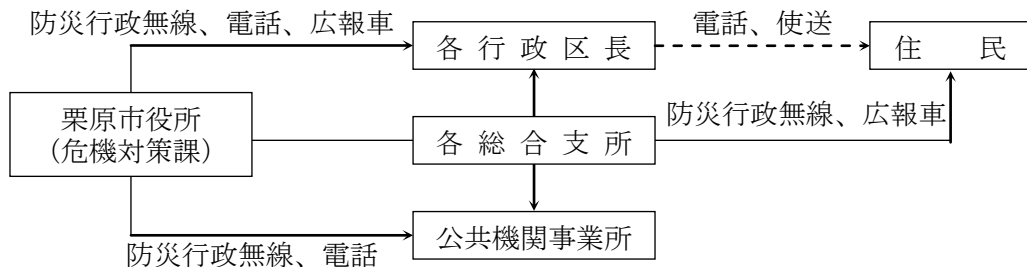 防災行政無線、電話、広報車
各行政区長
電話、使送
住民
栗原市役所
(危機対策課)
各総合支所
防災行政無線、広報車
公共機関事業所
防災行政無線、電話